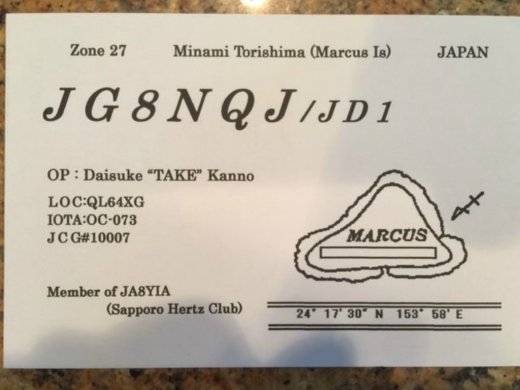 Zone 27 Minami Torishima (Marcus Is) JAPAN
JG8NQJ/JD1
OP : Daisuke "TAKE" Kanno
LOC:QL64XG
IOTA:OC-073
JCG#10007
MARCUS
Member of JA8YIA
(Sapporo Hertz Club)
24° 17' 30" N 153° 58' E